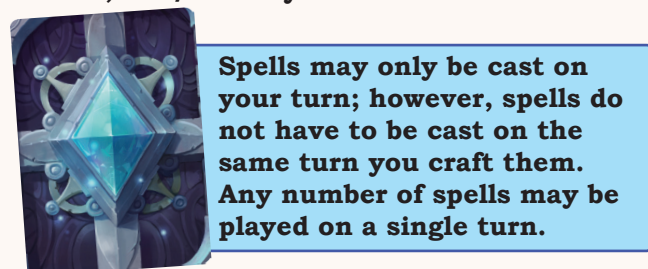 Spells may only be cast on
your turn; however, spells do
not have to be cast on the
same turn you craft them.
Any number of spells may be
played on a single turn.